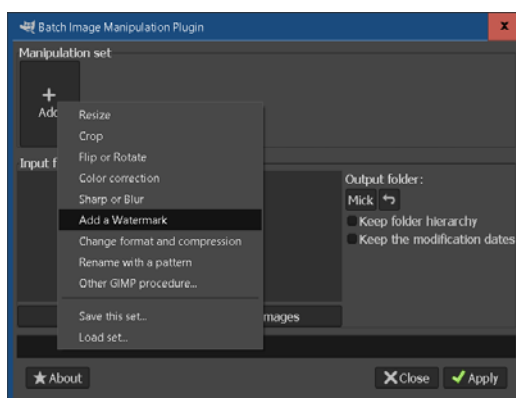 Batch Image Manipulation Plugin
x
Manipulation set
+
Add
Resize
Crop
Flip or Rotate
Color correction
Sharp or Blur
Add a Watermark
Change format and compression
Rename with a pattern
Other GIMP procedure...
Save this set...
Load set...
Input f
Output folder:
Mick
Keep folder hierarchy
Keep the modification dates
mages
About
Close
Apply